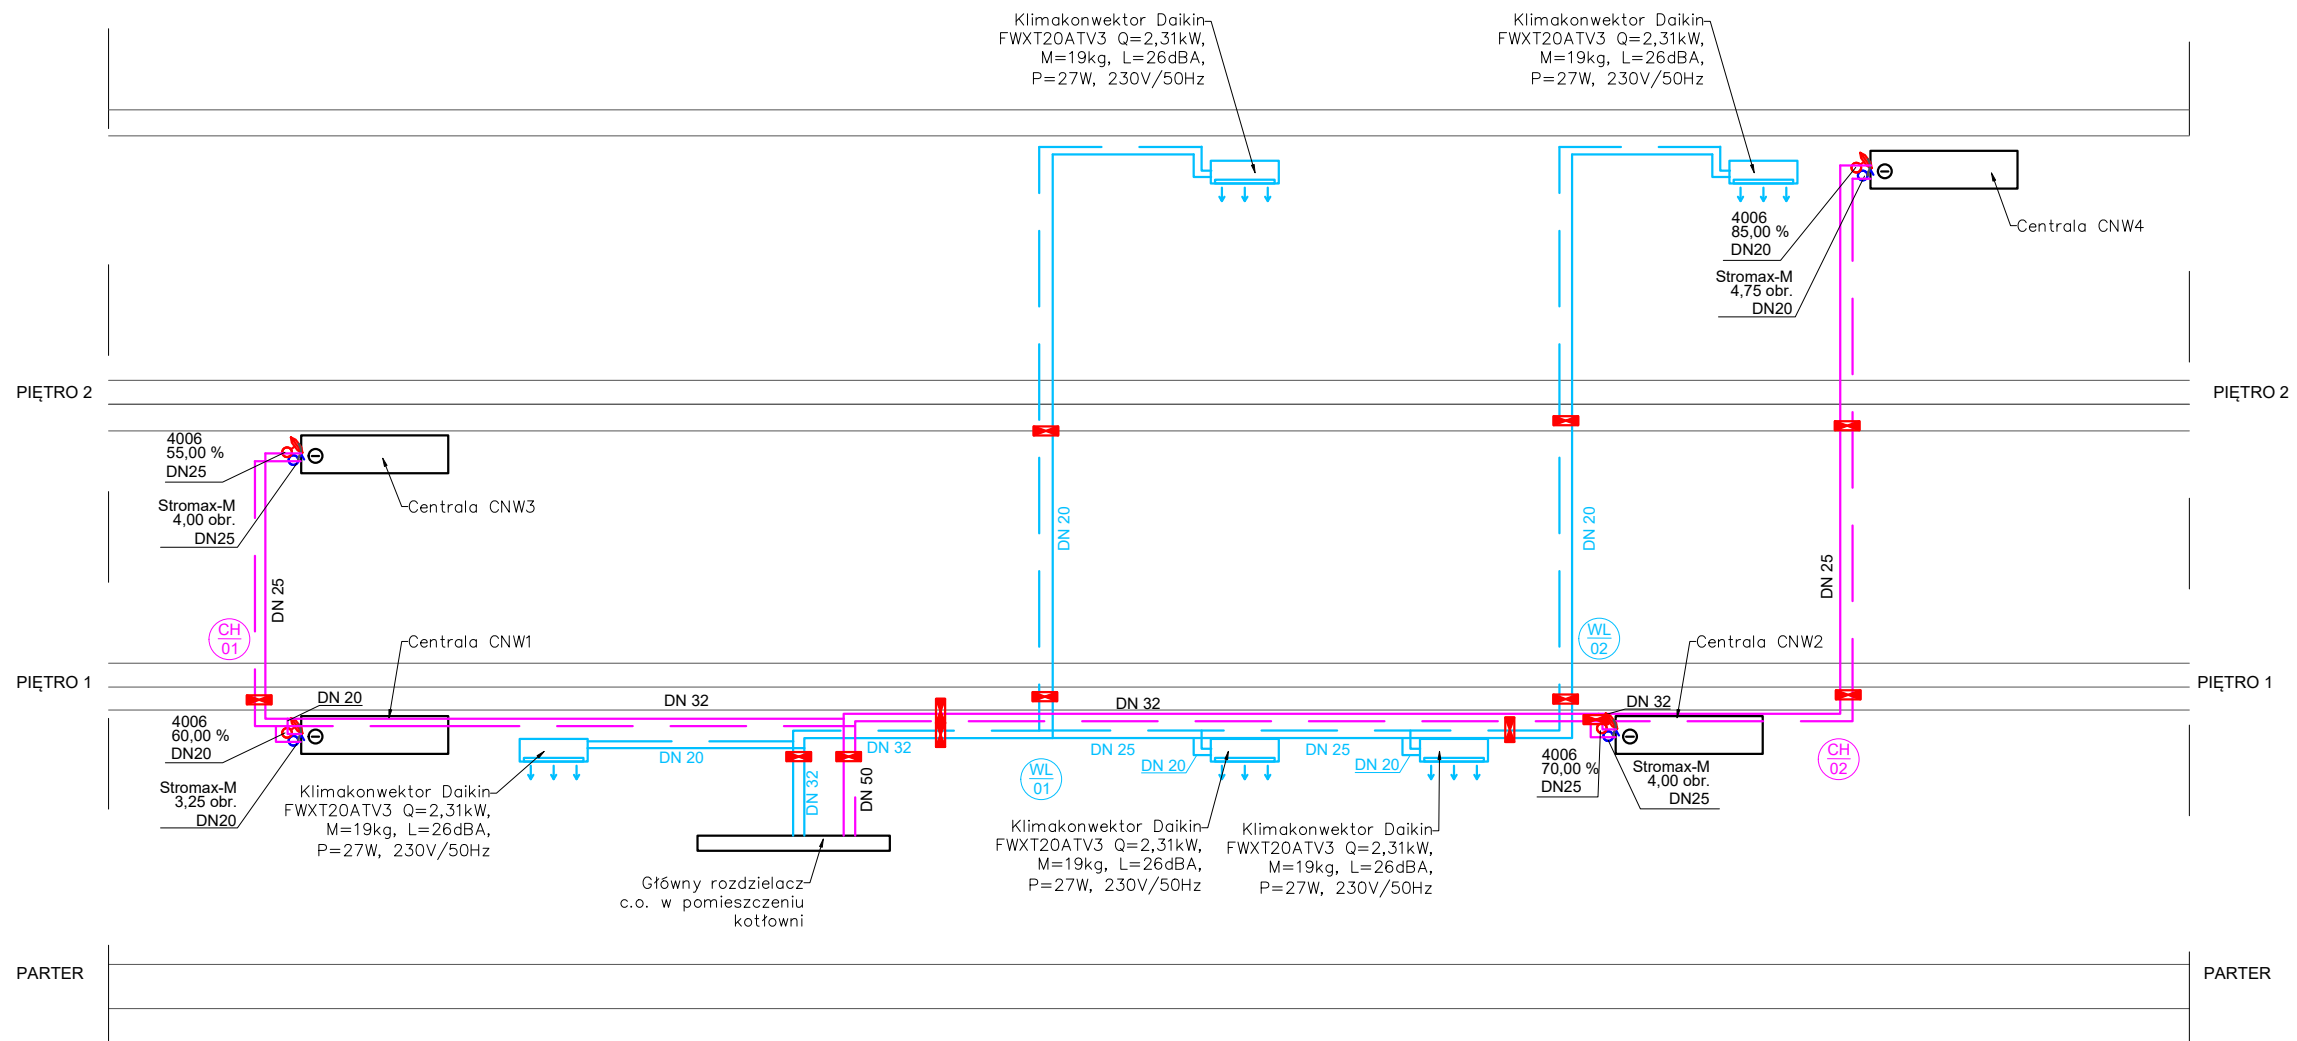 Klimakonwektor Daikin
FWXT20ATV3 Q=2,31kW,
M=19kg, L=26dBA,
P=27W, 230V/50Hz
Klimakonwektor Daikin
FWXT20ATV3 Q=2,31kW,
M=19kg, L=26dBA,
P=27W, 230V/50Hz
4006
85,00 %
DN20
Centrala CNW4
Stromax-M
4,75 obr.
DN20
PIĘTRO 2
PIĘTRO 2
4006
55,00 %
DN25
Stromax-M
4,00 obr.
DN25
Centrala CNW3
DN 20
DN 20
DN 25
DN 25
CH
01
WL
02
Centrala CNW1
Centrala CNW2
PIĘTRO 1
PIĘTRO 1
DN 20
DN 32
DN 32
DN 32
4006
60,00 %
DN20
DN 20
DN 32
DN 25
DN 20
DN 25
DN 20
4006
70,00 %
DN25
Stromax-M
4,00 obr.
DN25
CH
02
WL
01
DN 32
DN 50
Stromax-M
3,25 obr.
DN20
Klimakonwektor Daikin
FWXT20ATV3 Q=2,31kW,
M=19kg, L=26dBA,
P=27W, 230V/50Hz
Klimakonwektor Daikin
FWXT20ATV3 Q=2,31kW,
M=19kg, L=26dBA,
P=27W, 230V/50Hz
Klimakonwektor Daikin
FWXT20ATV3 Q=2,31kW,
M=19kg, L=26dBA,
P=27W, 230V/50Hz
Główny rozdzielacz
c.o. w pomieszczeniu
kotłowni
PARTER
PARTER